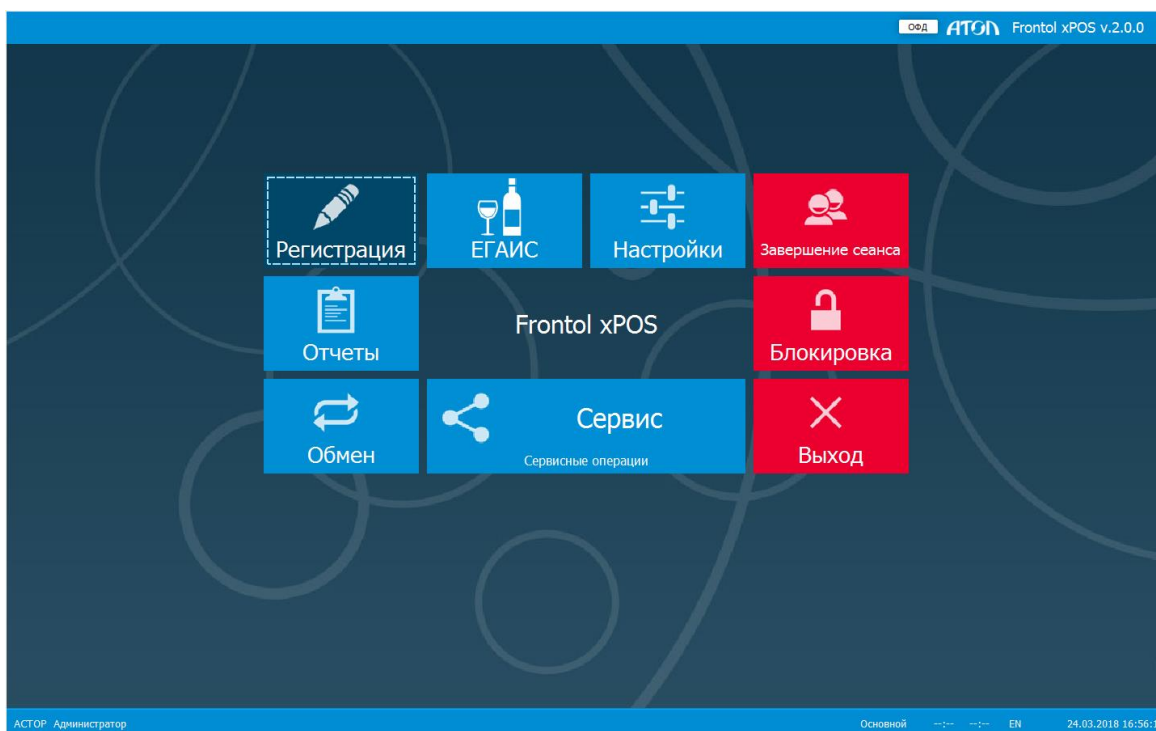 ОФД АТОЛ Frontol xPOS v.2.0.0
Регистрация
ЕГАИС
Настройки
Завершение сеанса
Отчеты
Frontol xPOS
Блокировка
Обмен
Сервис
Сервисные операции
Выход
АСТОР Администратор
Основной --:-- --:-- EN 24.03.2018 16:56:1